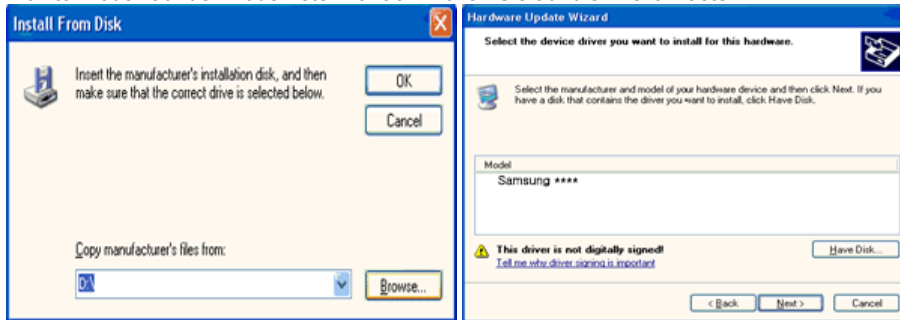 Install From Disk
Insert the manufacturer's installation disk, and then
make sure that the correct drive is selected below.
OK
Cancel
Copy manufacturer's files from:
D:\
Browse...
Hardware Update Wizard
Select the device driver you want to install for this hardware.
Select the manufacturer and model of your hardware device and then click Next. If you
have a disk that contains the driver you want to install, click Have Disk.
Model
Samsung ****
This driver is not digitally signed!
Tell me why driver signing is important
Have Disk...
< Back
Next >
Cancel